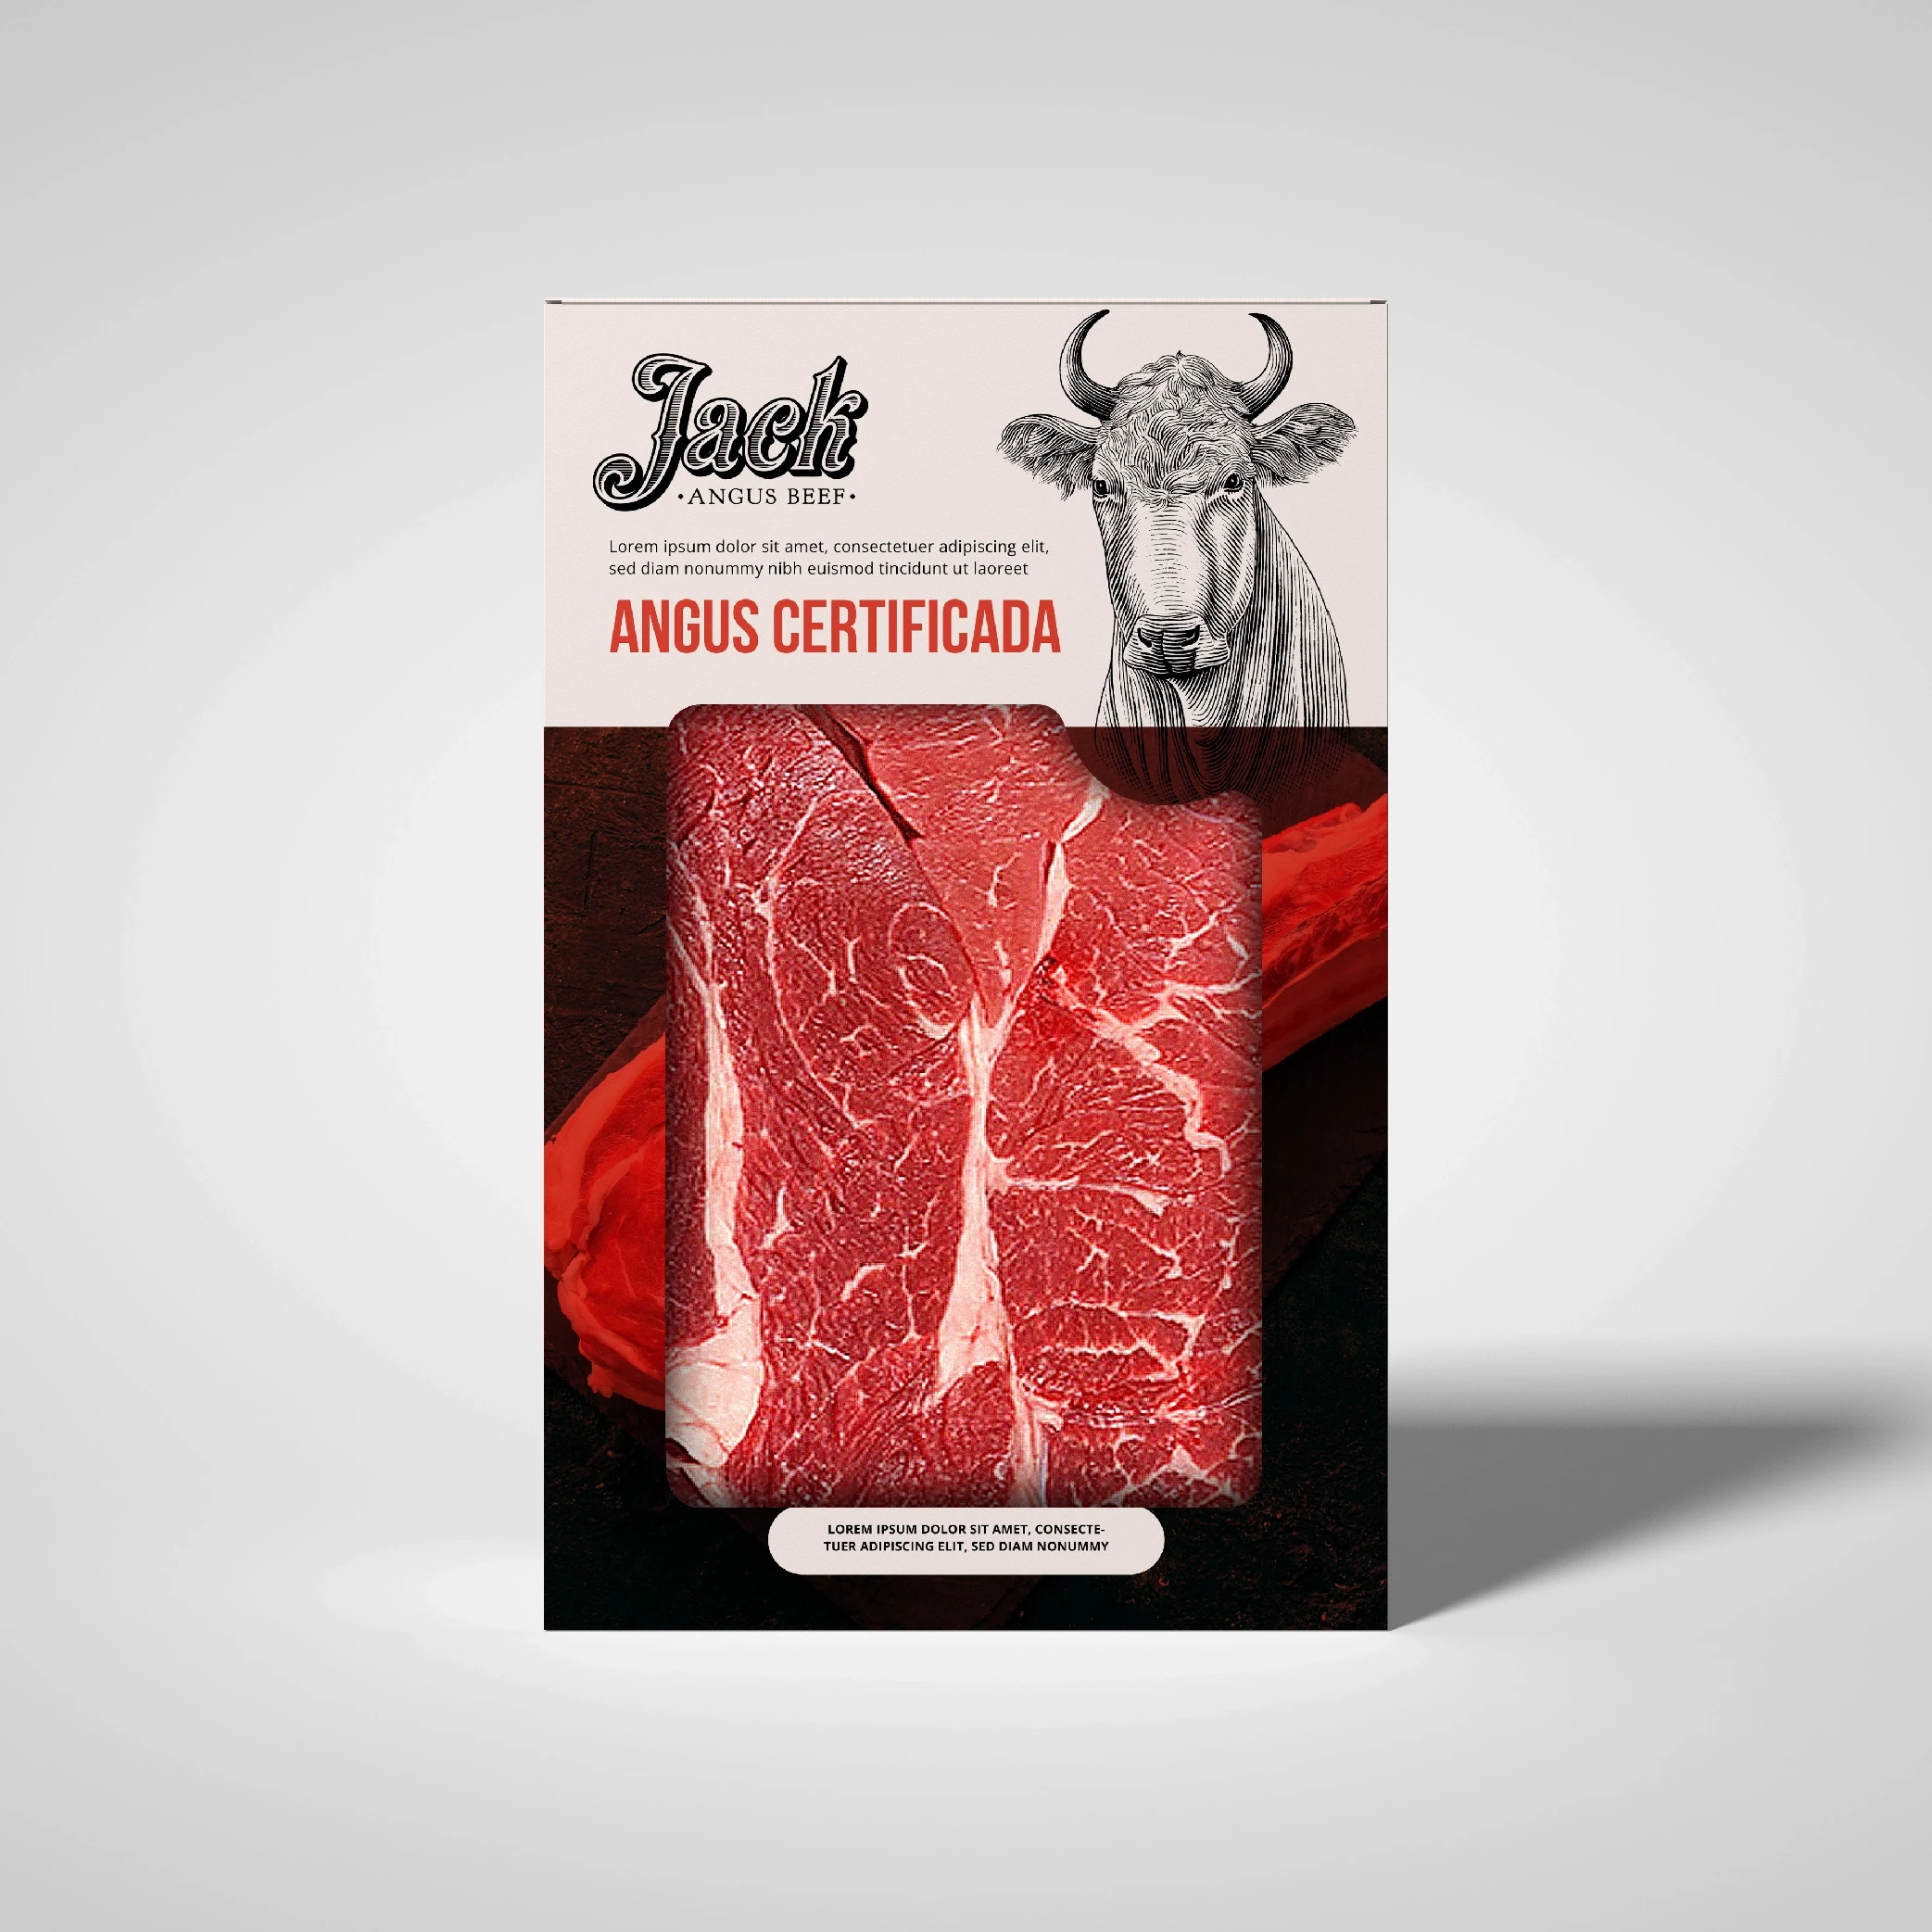 Jack
·ANGUS BEEF·
Lorem ipsum dolor sit amet, consectetuer adipiscing elit,
sed diam nonummy nibh euismod tincidunt ut laoreet
ANGUS CERTIFICADA
LOREM IPSUM DOLOR SIT AMET, CONSECTE-
TUER ADIPISCING ELIT, SED DIAM NONUMMY